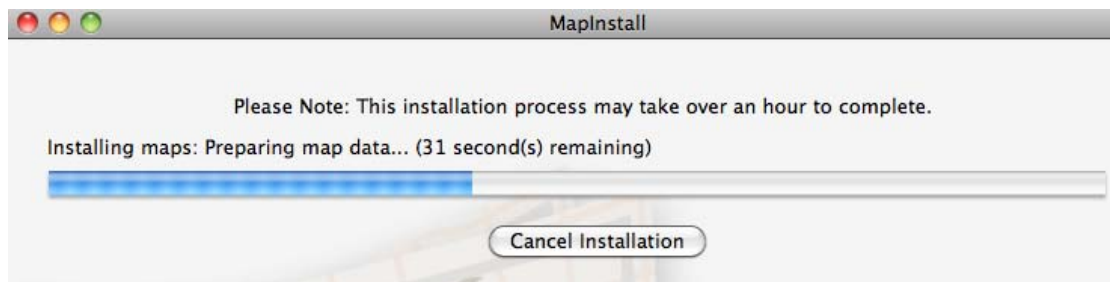 MapInstall
Please Note: This installation process may take over an hour to complete.
Installing maps: Preparing map data... (31 second(s) remaining)
Cancel Installation